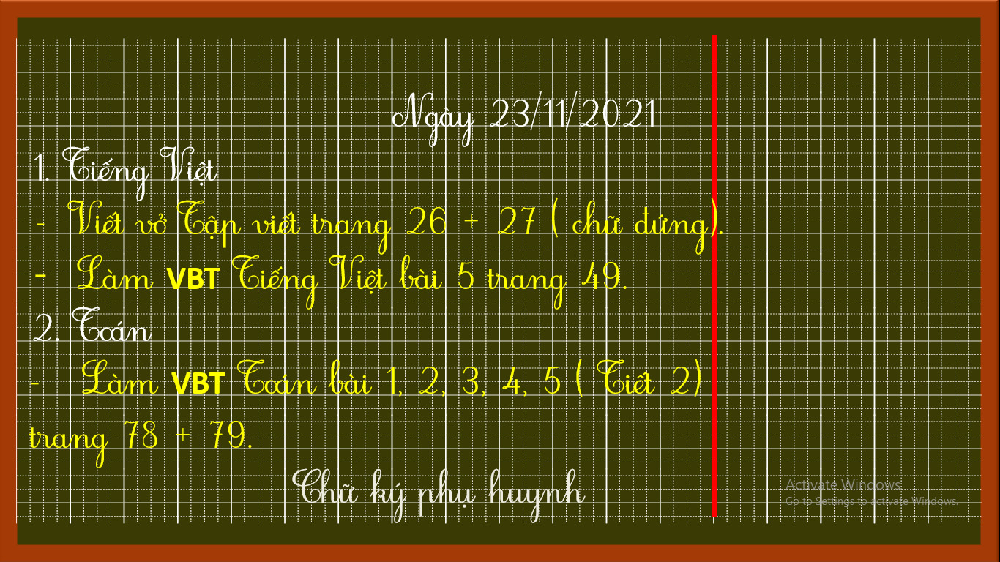 Ngày 23/11/2021
1. Tiếng Việt
- Viết vở Tập viết trang 26 + 27 ( chữ đứng).
- Làm VBT Tiếng Việt bài 5 trang 49.
2. Toán
- Làm VBT Toán bài 1, 2, 3, 4, 5 ( Tiết 2)
trang 78 + 79.
Chữ ký phụ huynh
Activate Windows
Go to Settings to activate Windows.